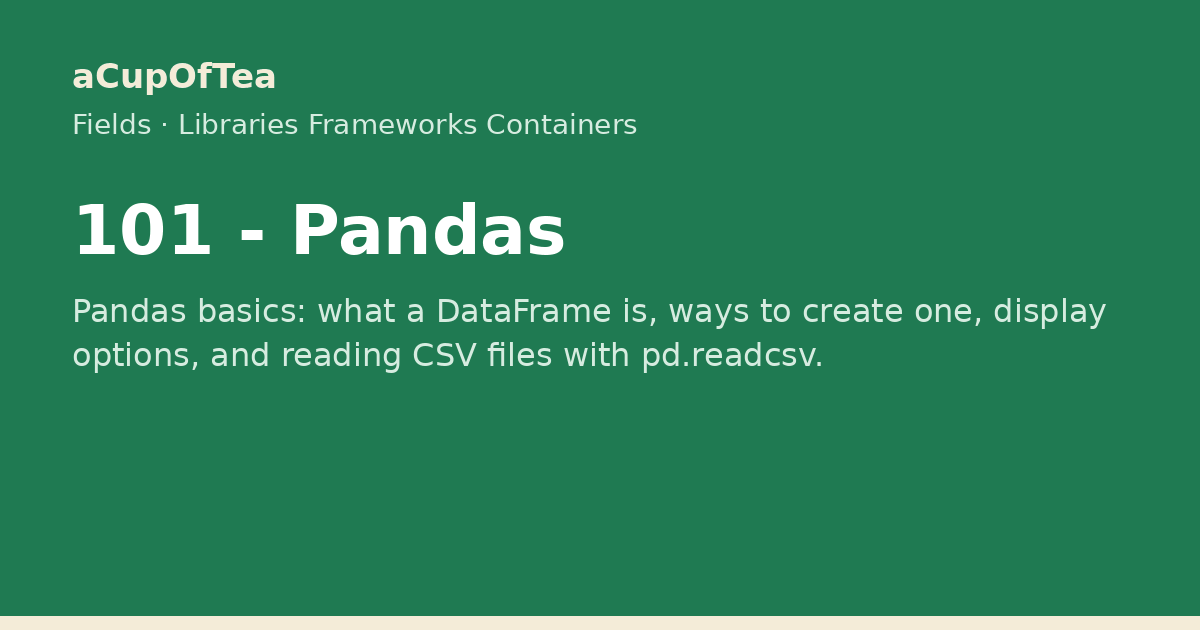 aCupOfTea
Fields · Libraries Frameworks Containers
101 - Pandas
Pandas basics: what a DataFrame is, ways to create one, display
options, and reading CSV files with pd.readcsv.